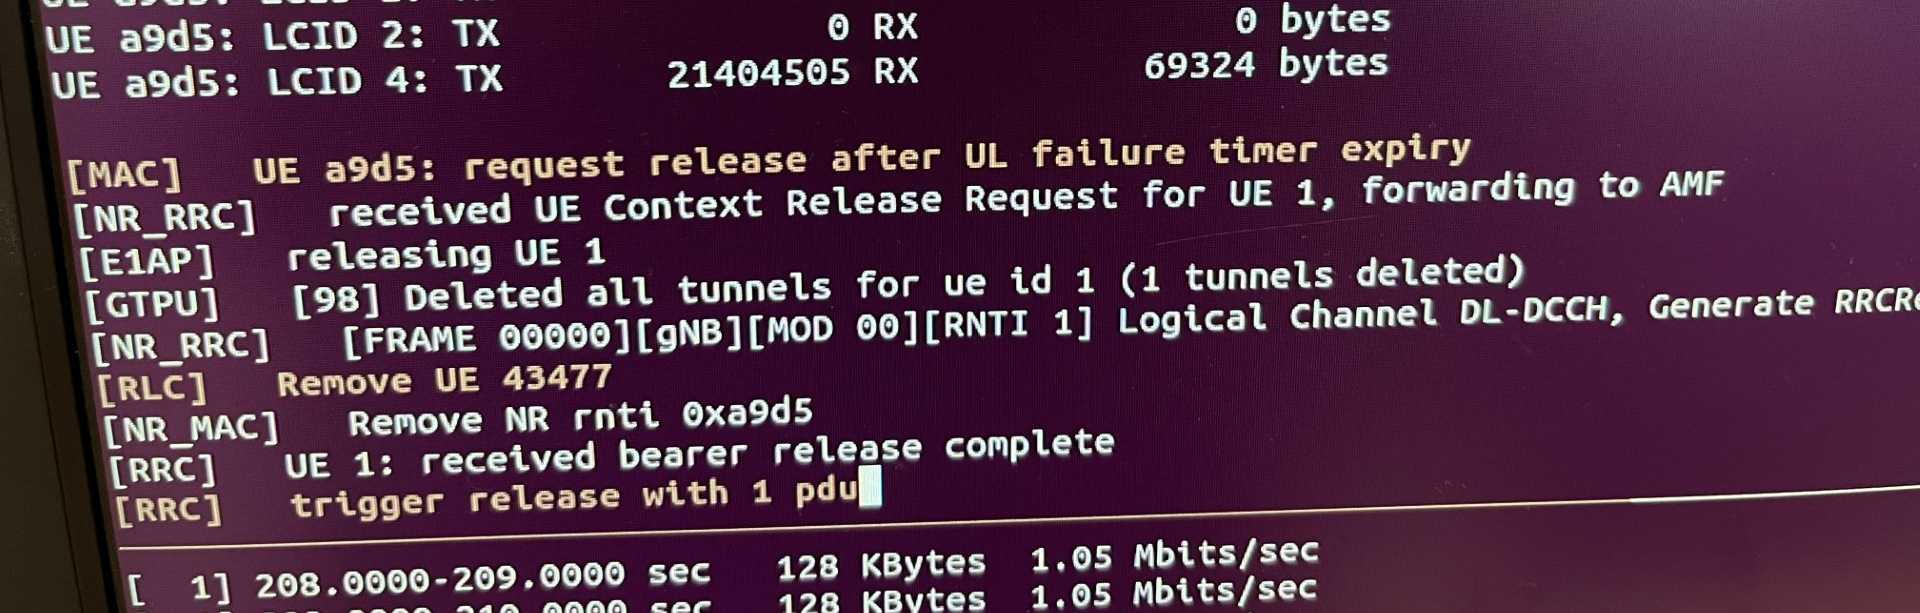 UE a9d5: LCID 2: TX 0 RX 0 bytes
UE a9d5: LCID 4: TX 21404505 RX 69324 bytes
[MAC] UE a9d5: request release after UL failure timer expiry
[NR_RRC] received UE Context Release Request for UE 1, forwarding to AMF
[E1AP] releasing UE 1
[GTPU] [98] Deleted all tunnels for ue id 1 (1 tunnels deleted)
[NR_RRC] [FRAME 00000][gNB][MOD 00][RNTI 1] Logical Channel DL-DCCH, Generate
[RLC] Remove UE 43477
[NR_MAC] Remove NR rnti 0xa9d5
[RRC] UE 1: received bearer release complete
[RRC] trigger release with 1 pdu
[ 1] 208.0000-209.0000 sec 128 KBytes 1.05 Mbits/sec
sec 128 KBytes 1.05 Mbits/sec